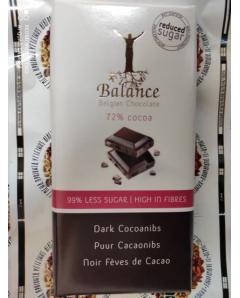 reduced
sugar
Balance
Belgian Chocolate
72% cocoa
99% LESS SUGAR | HIGH IN FIBRES
Dark Cocoanibs
Puur Cacaonibs
Noir Fèves de Cacao